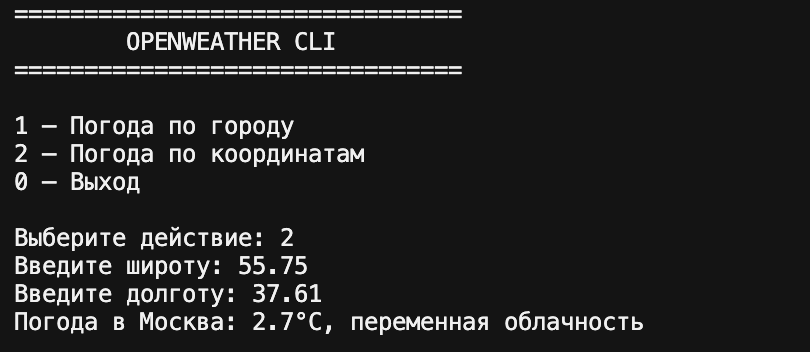 ================================
OPENWEATHER CLI
================================
1 — Погода по городу
2 — Погода по координатам
0 — Выход
Выберите действие: 2
Введите широту: 55.75
Введите долготу: 37.61
Погода в Москва: 2.7°C, переменная облачность